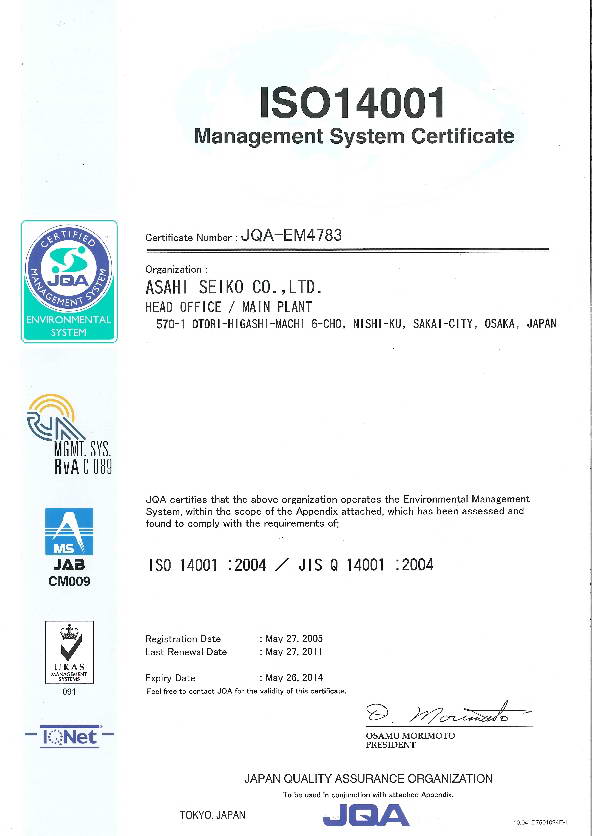 ISO14001
Management System Certificate
Certificate Number : JQA-EM4783
Organization :
ASAHI SEIKO CO.,LTD.
HEAD OFFICE / MAIN PLANT
570-1 OTORI-HIGASHI-MACHI 6-CHO, NISHI-KU, SAKAI-CITY, OSAKA, JAPAN
CERTIFIED
JQA
MANAGEMENT SYSTEM
ENVIRONMENTAL
SYSTEM
MGMT. SYS.
RvA C 089
JQA certifies that the above organization operates the Environmental Management
System, within the scope of the Appendix attached, which has been assessed and
found to comply with the requirements of;
A
MS
JAB
CM009
ISO 14001 :2004 / JIS Q 14001 :2004
UKAS
MANAGEMENT
SYSTEMS
091
Registration Date : May 27, 2005
Last Renewal Date : May 27, 2011
Expiry Date : May 26, 2014
Feel free to contact JQA for the validity of this certificate.
IQNet
O. Morimoto
OSAMU MORIMOTO
PRESIDENT
JAPAN QUALITY ASSURANCE ORGANIZATION
To be used in conjunction with attached Appendix.
TOKYO, JAPAN
JQA